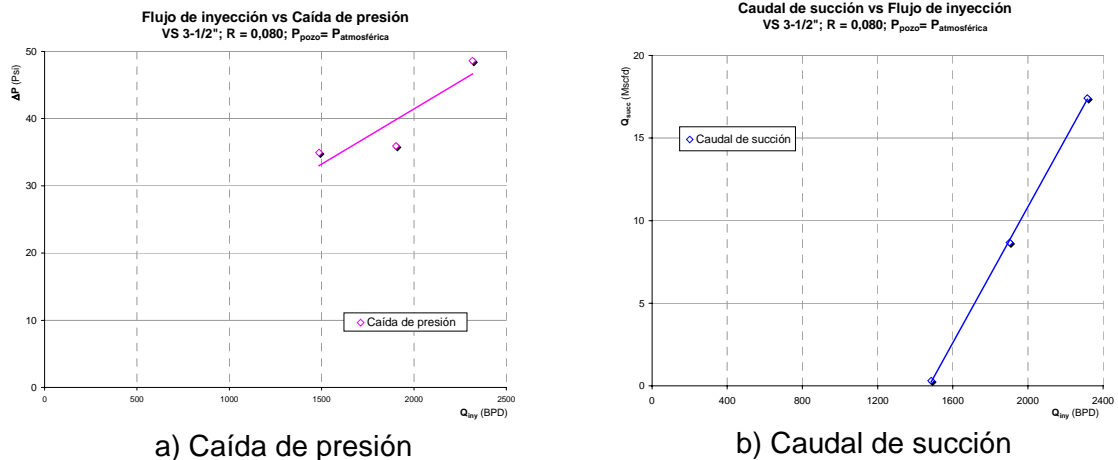 Flujo de inyección vs Caída de presión
VS 3-1/2"; R = 0,080; Ppozo= Patmosférica
50
40
30
20
10
0
ΔP (Psi)
Caída de presión
0
500
1000
1500
2000
2500
Qiny (BPD)
a) Caída de presión
Caudal de succión vs Flujo de inyección
VS 3-1/2"; R = 0,080; Ppozo= Patmosférica
20
15
10
5
0
Qsucc (Mscfd)
Caudal de succión
0
400
800
1200
1600
2000
2400
Qiny (BPD)
b) Caudal de succión